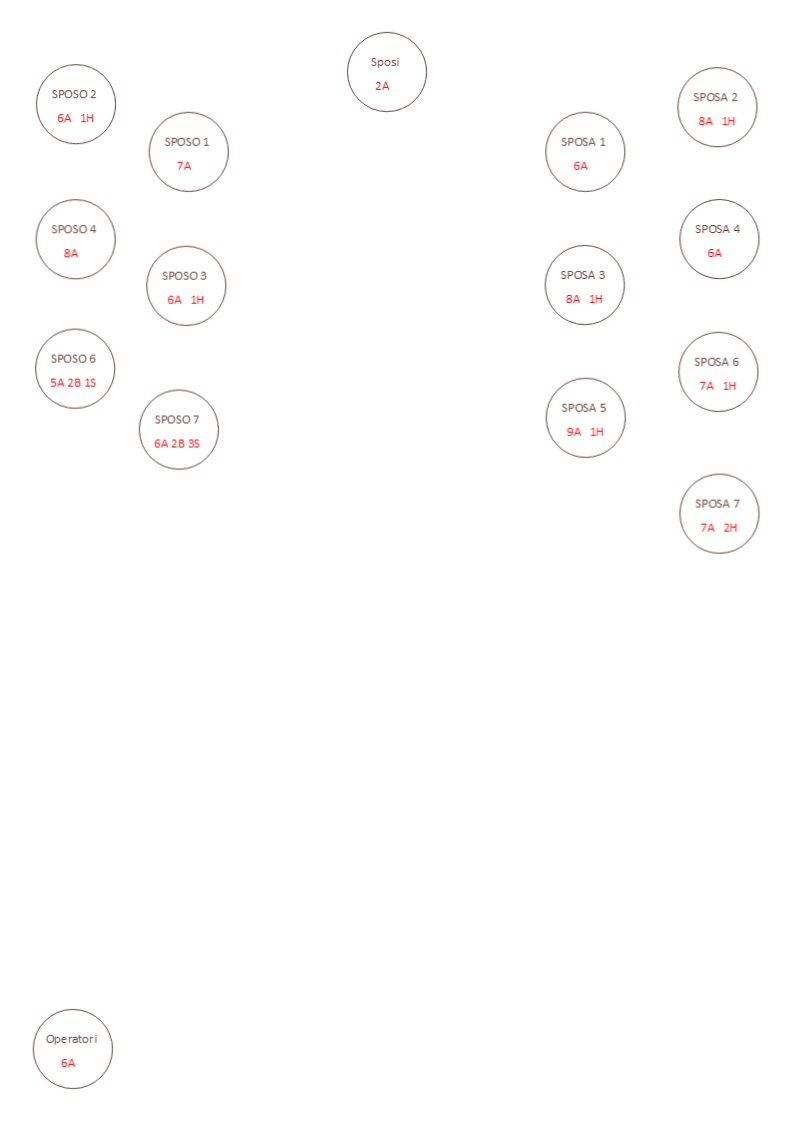 Sposi
2A
SPOSO 2
6A 1H
SPOSO 1
7A
SPOSA 1
6A
SPOSA 2
8A 1H
SPOSO 4
8A
SPOSO 3
6A 1H
SPOSA 3
8A 1H
SPOSA 4
6A
SPOSO 6
5A 2B 1S
SPOSO 7
6A 2B 3S
SPOSA 5
9A 1H
SPOSA 6
7A 1H
SPOSA 7
7A 2H
Operatori
6A